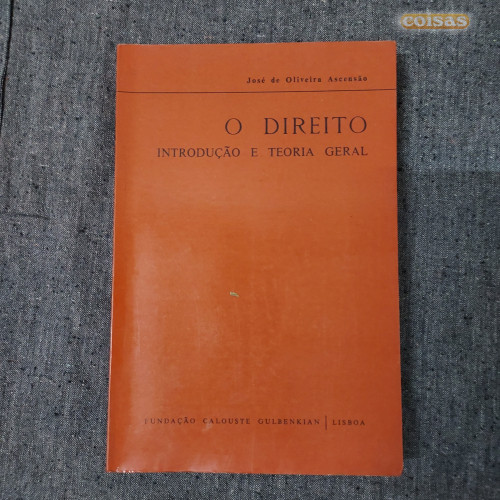 coisas
José de Oliveira Ascensão
O DIREITO
INTRODUÇÃO E TEORIA GERAL
FUNDAÇÃO CALOUSTE GULBENKIAN | LISBOA